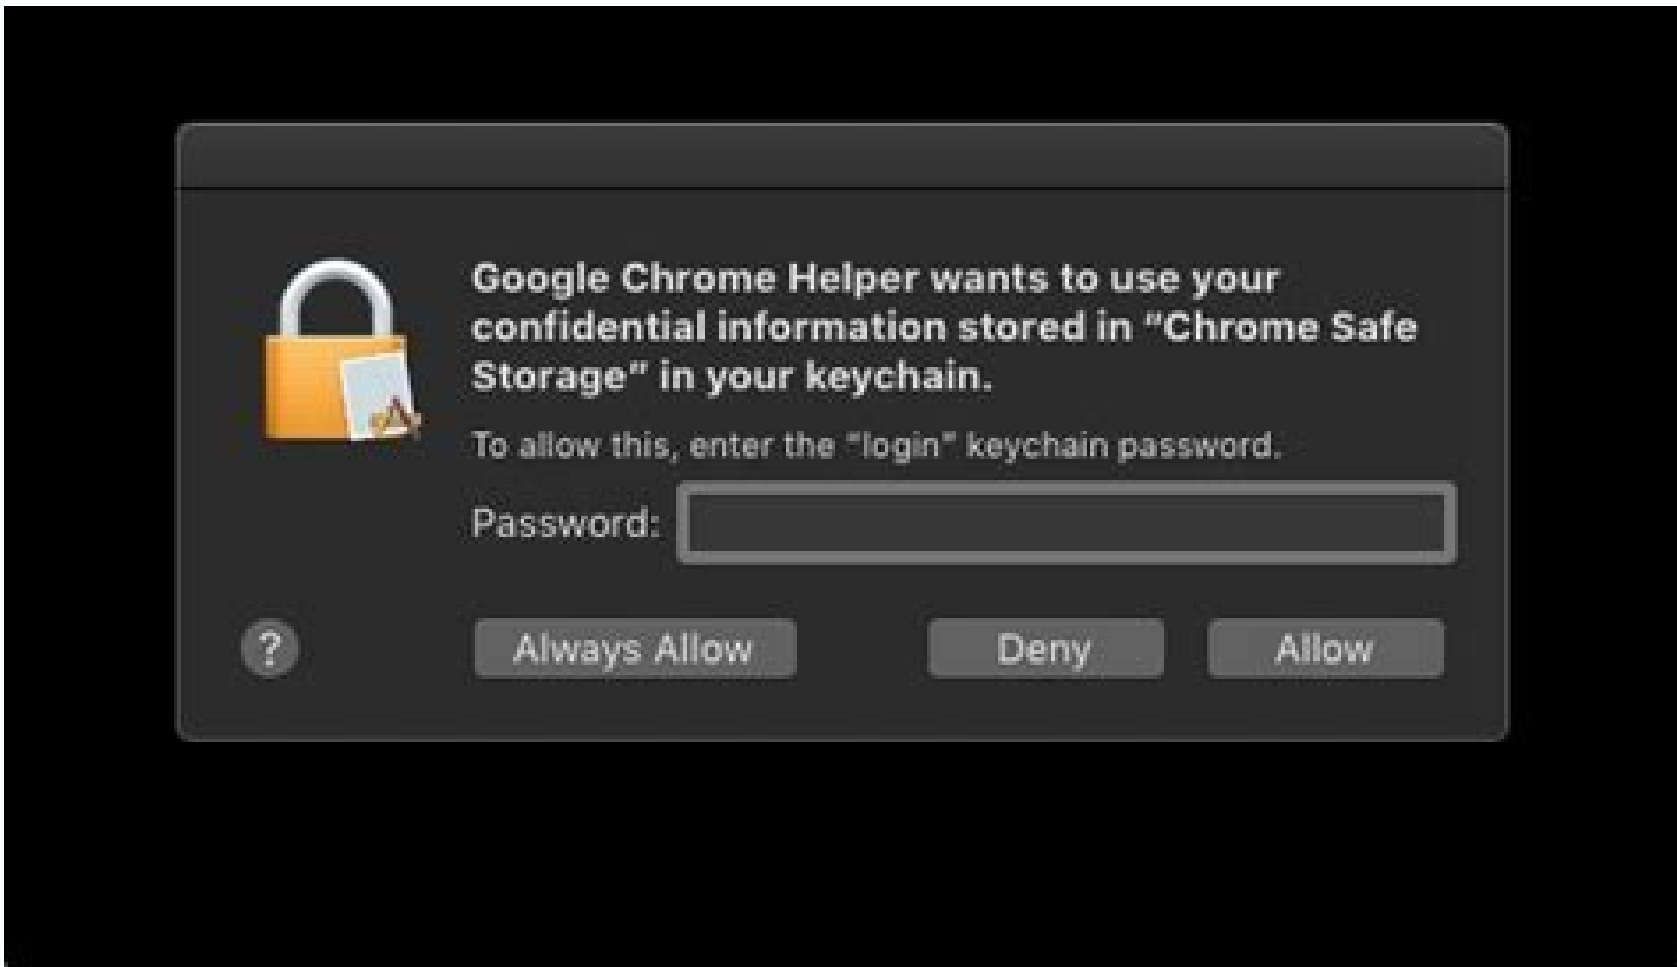 Google Chrome Helper wants to use your
confidential information stored in "Chrome Safe
Storage" in your keychain.
To allow this, enter the "login" keychain password.
Password:
?
Always Allow
Deny
Allow